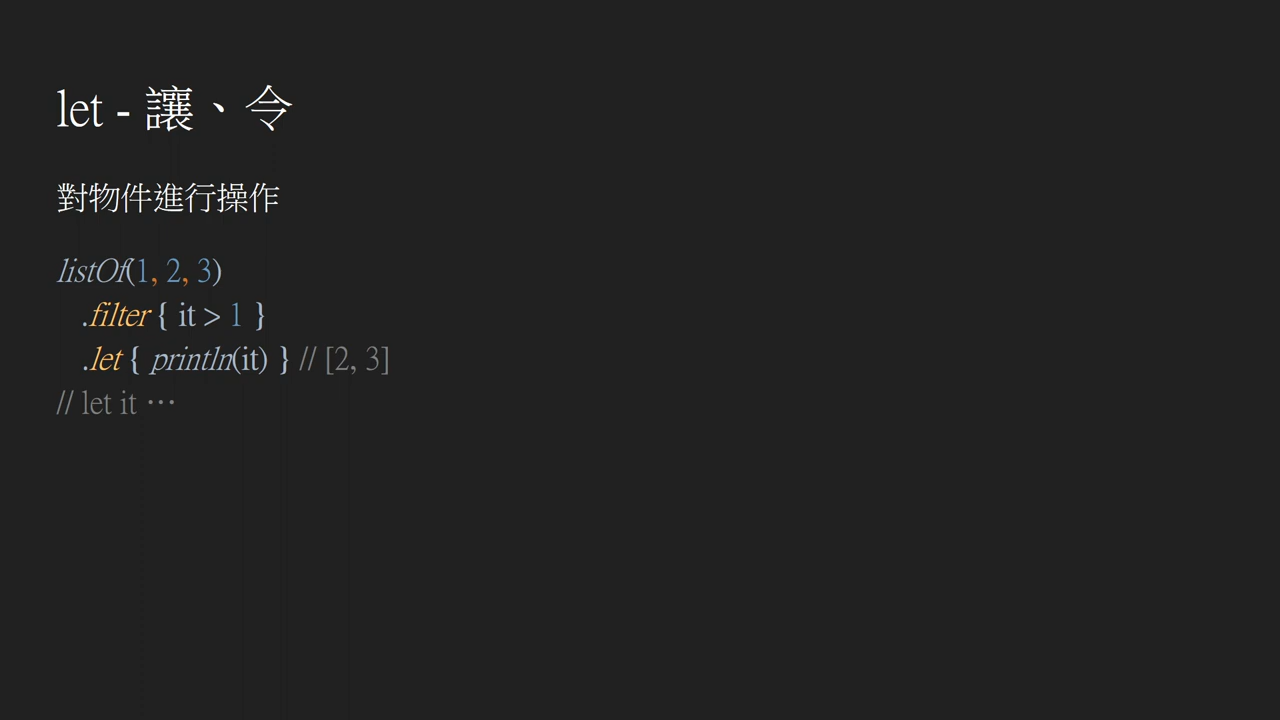 let - 讓、令
對物件進行操作
listOf(1, 2, 3)
.filter { it > 1 }
.let { println(it) } // [2, 3]
// let it ⋯